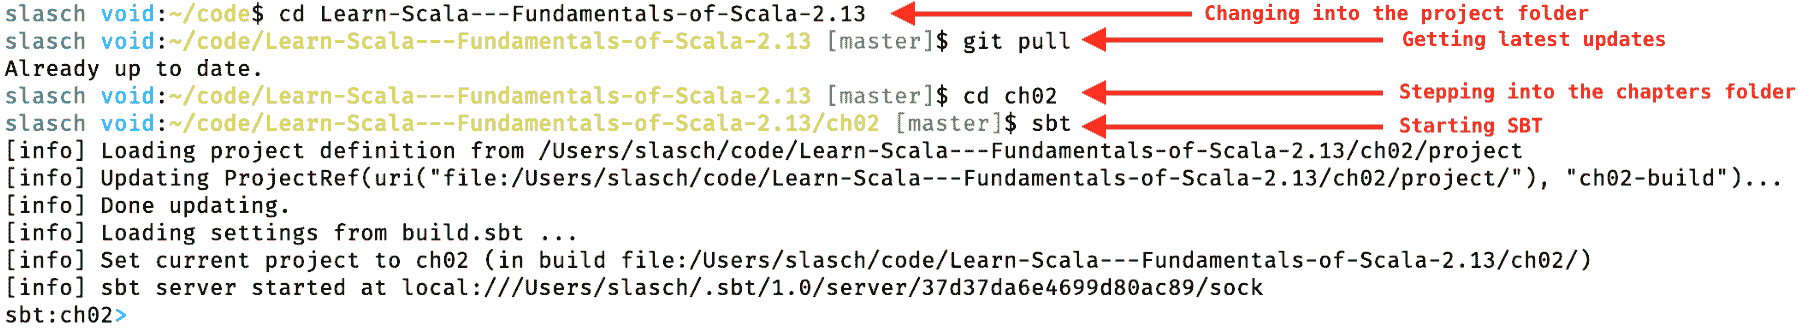 slasch void:~/code$ cd Learn-Scala---Fundamentals-of-Scala-2.13 Changing into the project folder
slasch void:~/code/Learn-Scala---Fundamentals-of-Scala-2.13 [master]$ git pull Getting latest updates
Already up to date.
slasch void:~/code/Learn-Scala---Fundamentals-of-Scala-2.13 [master]$ cd ch02 Stepping into the chapters folder
slasch void:~/code/Learn-Scala---Fundamentals-of-Scala-2.13/ch02 [master]$ sbt Starting SBT
[info] Loading project definition from /Users/slasch/code/Learn-Scala---Fundamentals-of-Scala-2.13/ch02/project
[info] Updating ProjectRef(uri("file:/Users/slasch/code/Learn-Scala---Fundamentals-of-Scala-2.13/ch02/project/"), "ch02-build")...
[info] Done updating.
[info] Loading settings from build.sbt ...
[info] Set current project to ch02 (in build file:/Users/slasch/code/Learn-Scala---Fundamentals-of-Scala-2.13/ch02/)
[info] sbt server started at local:///Users/slasch/.sbt/1.0/server/37d37da6e4699d80ac89/sock
sbt:ch02>